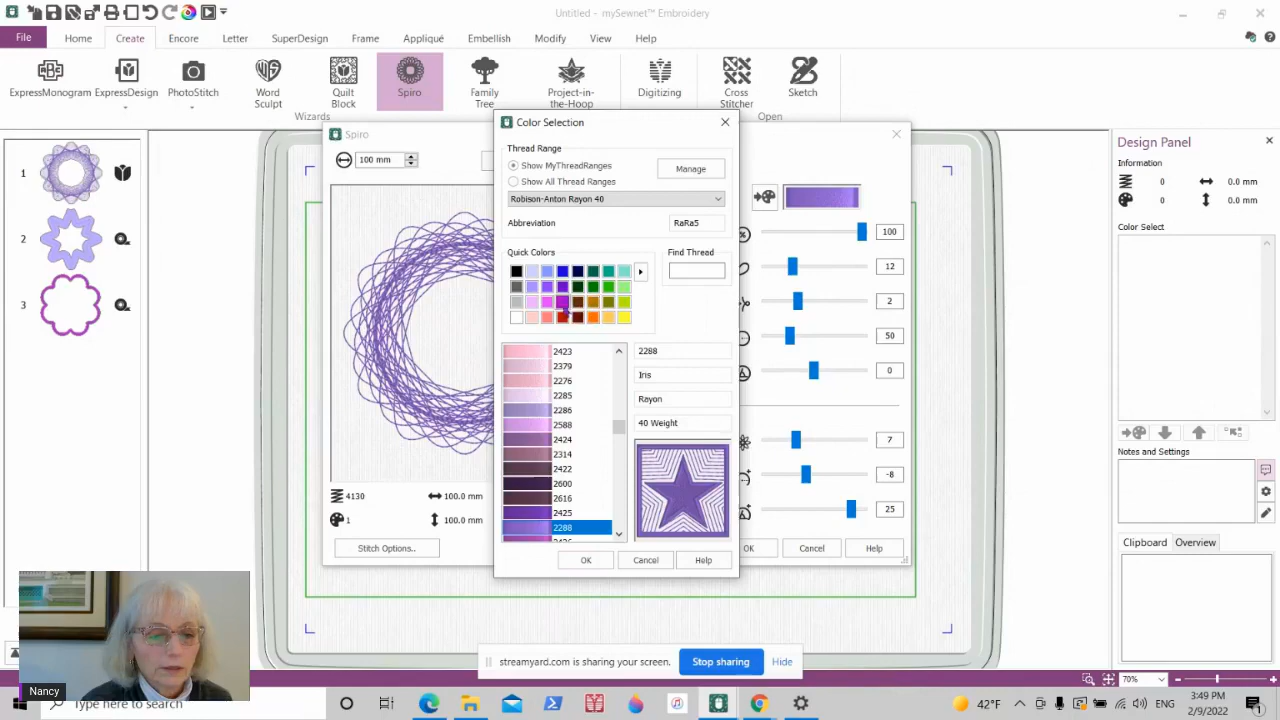 Untitled - mySewnet™ Embroidery
File Home Create Encore Letter SuperDesign Frame Appliqué Embellish Modify View Help
ExpressMonogram ExpressDesign PhotoStitch Word Sculpt Quilt Block Spiro Family Tree Project-in-the-Hoop Digitizing Cross Stitcher Sketch
Wizards Open
1
2
3
Spiro
100 mm
4130 100.0 mm
1 100.0 mm
Stitch Options...
Color Selection
Thread Range
Show MyThreadRanges
Manage
Show All Thread Ranges
Robison-Anton Rayon 40
Abbreviation RaRa5
Quick Colors Find Thread
2423
2379
2276
2285
2286
2588
2424
2314
2422
2600
2616
2425
2288
2288
Iris
Rayon
40 Weight
OK Cancel Help
100
12
2
50
0
7
-8
25
OK Cancel Help
Design Panel
Information
0 0.0 mm
0 0.0 mm
Color Select
Notes and Settings
Clipboard Overview
streamyard.com is sharing your screen. Stop sharing Hide
70%
Nancy
Type here to search
42°F ENG 3:49 PM
2/9/2022
1